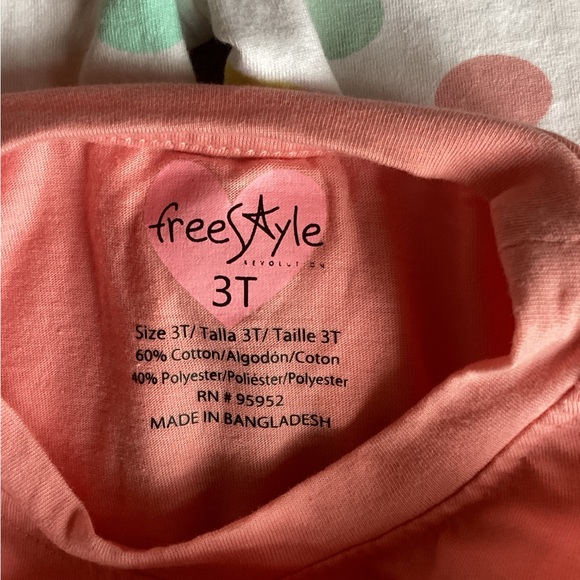 freeStyle
REVOLUTION
3T
Size 3T/ Talla 3T/ Taille 3T
60% Cotton/Algodón/Coton
40% Polyester/Poliéster/Polyester
RN # 95952
MADE IN BANGLADESH